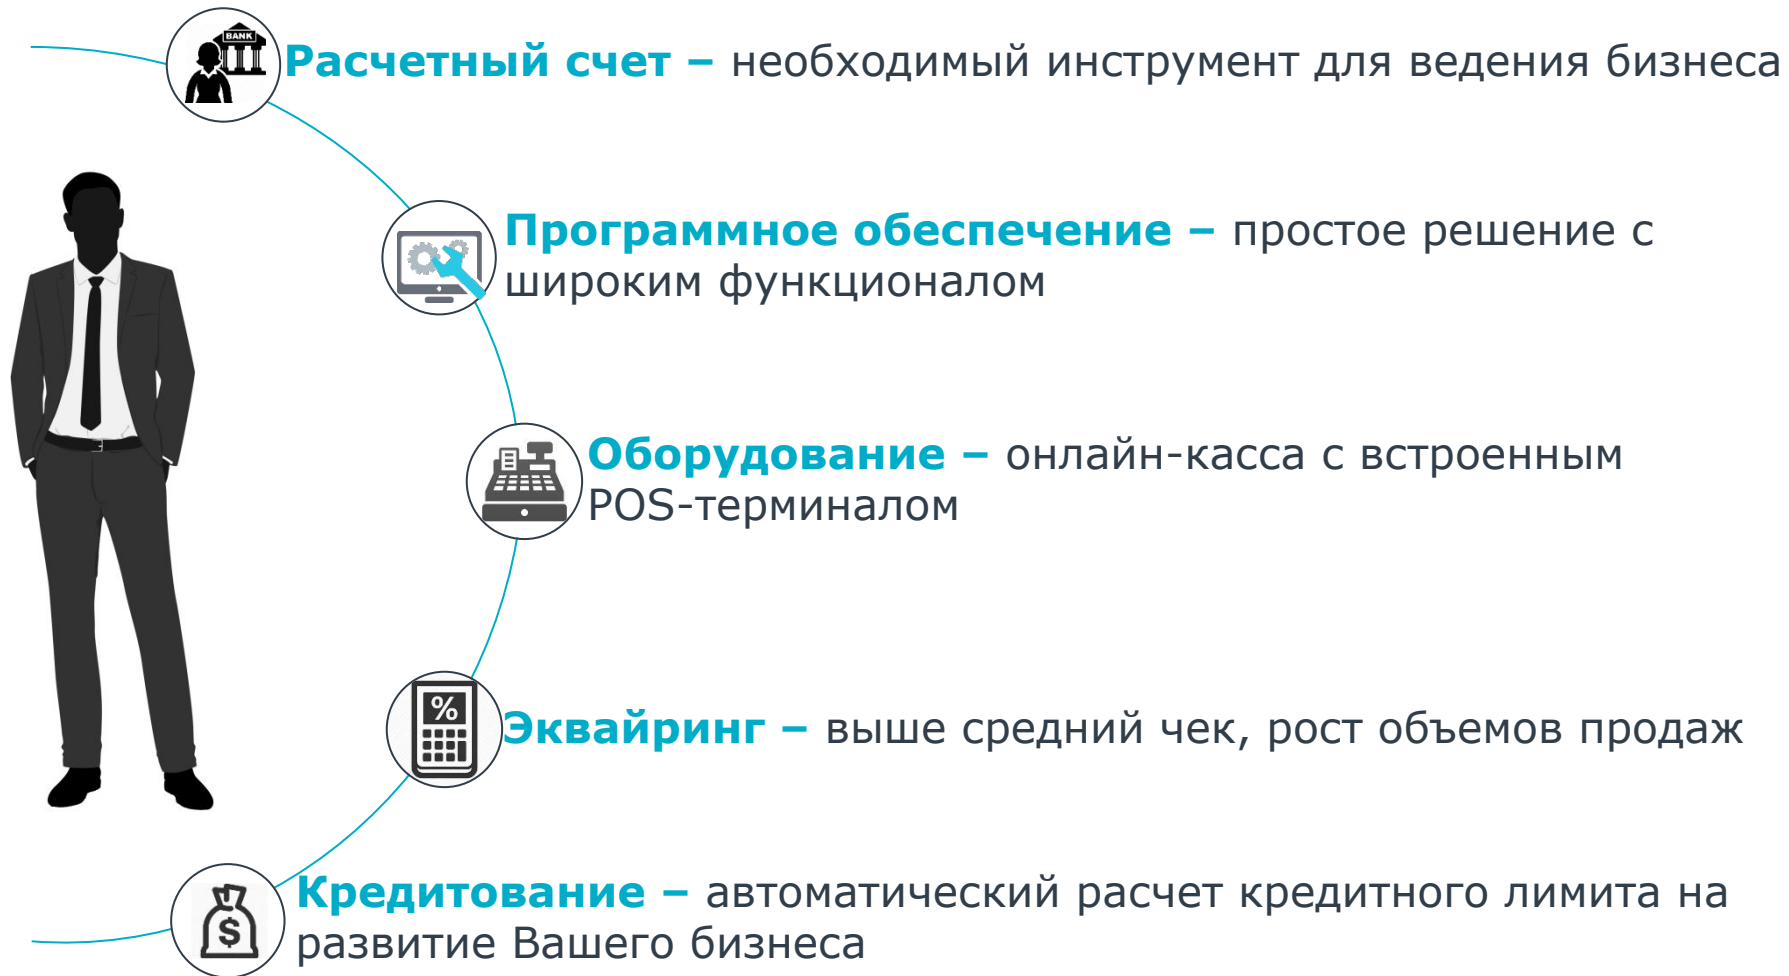 BANK
Расчетный счет – необходимый инструмент для ведения бизнеса
Программное обеспечение – простое решение с
широким функционалом
Оборудование – онлайн-касса с встроенным
POS-терминалом
%
Эквайринг – выше средний чек, рост объемов продаж
$
Кредитование – автоматический расчет кредитного лимита на
развитие Вашего бизнеса